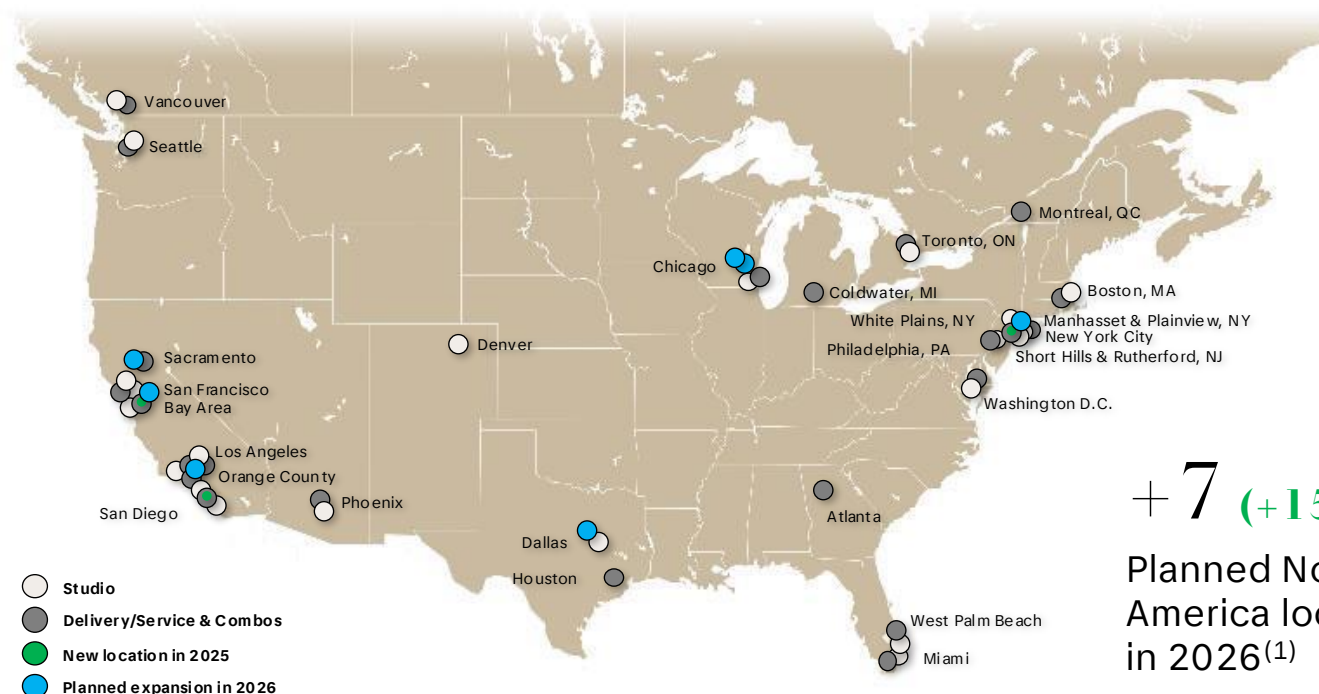 Vancouver
Seattle
Montreal, QC
Toronto, ON
Chicago
Coldwater, MI
Boston, MA
White Plains, NY
Manhasset & Plainview, NY
New York City
Philadelphia, PA
Short Hills & Rutherford, NJ
Denver
Sacramento
San Francisco
Bay Area
Washington D.C.
Los Angeles
Orange County
San Diego
Phoenix
Atlanta
Dallas
Houston
West Palm Beach
Miami
+7 (+15
Planned No
America loc
in 2026(1)
Studio
Delivery/Service & Combos
New location in 2025
Planned expansion in 2026